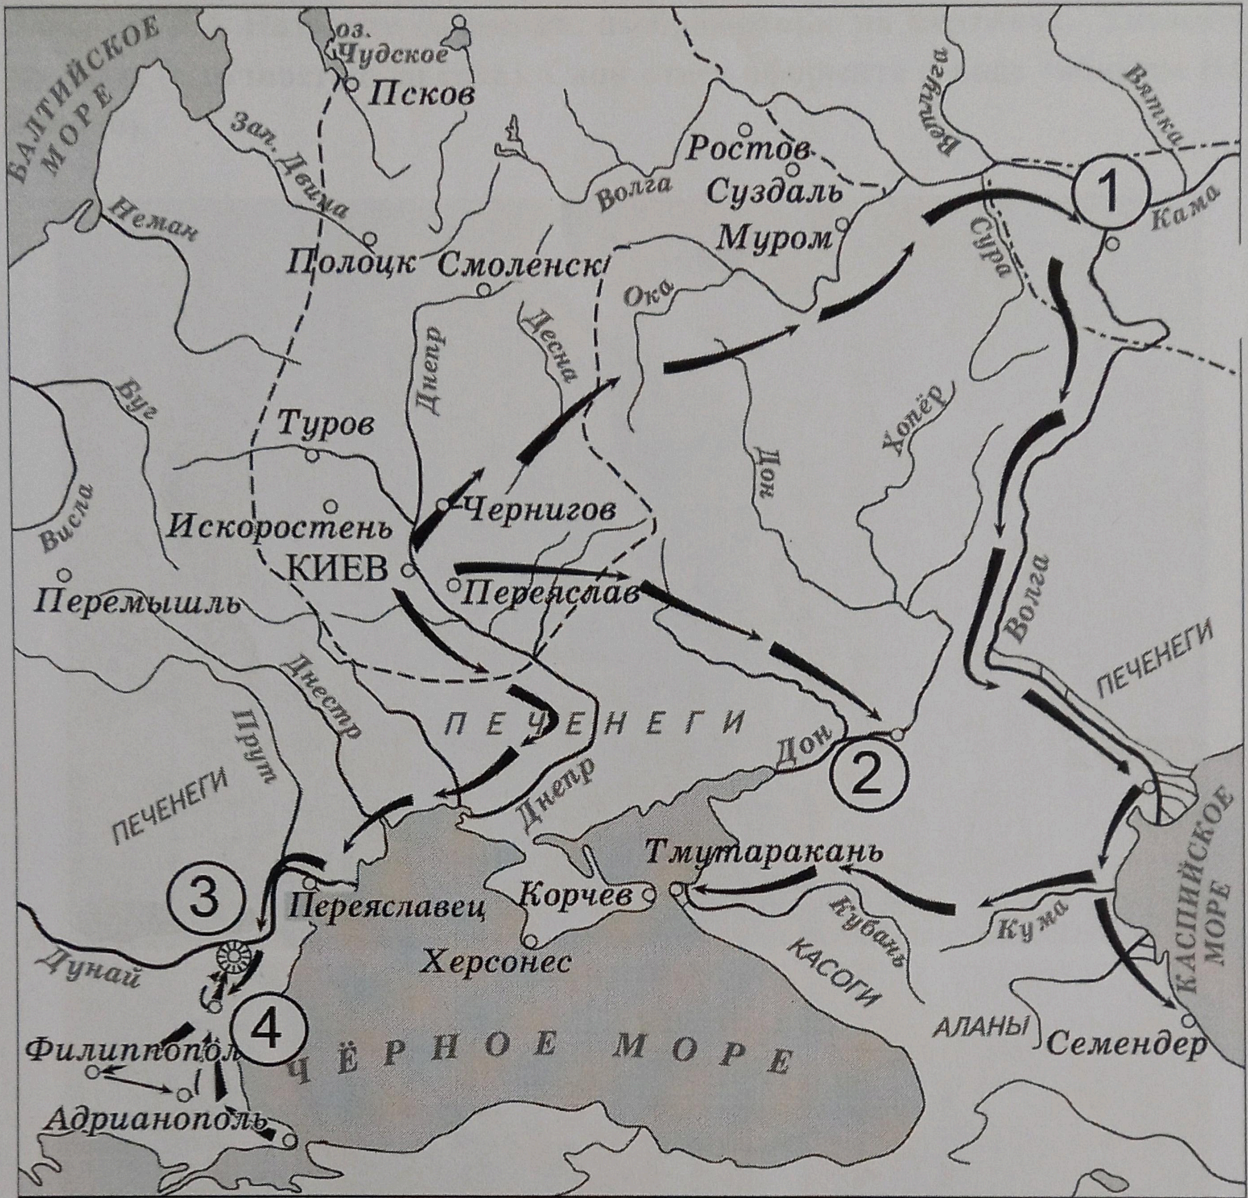 БАЛТИЙСКОЕ
МОРЕ
оз.
Чудское
Псков
Зап. Двина
Неман
Полоцк
Смоленск
Волга
Ростов
Суздаль
Муром
Ветлуга
Вятка
1
Кама
Сура
Ока
Десна
Днепр
Буг
Туров
Хопёр
Дон
Висла
Искоростень
Чернигов
КИЕВ
Перемышль
Переяслав
Волга
ПЕЧЕНЕГИ
Днестр
Прут
ПЕЧЕНЕГИ
ПЕЧЕНЕГИ
Дон
2
Днепр
КАСПИЙСКОЕ
МОРЕ
3
Переяславец
Корчев
Тмутаракань
Кубань
Кума
Херсонес
КАСОГИ
Дунай
АЛАНЫ
Семендер
4
Филиппополь
ЧЁРНОЕ МОРЕ
Адрианополь